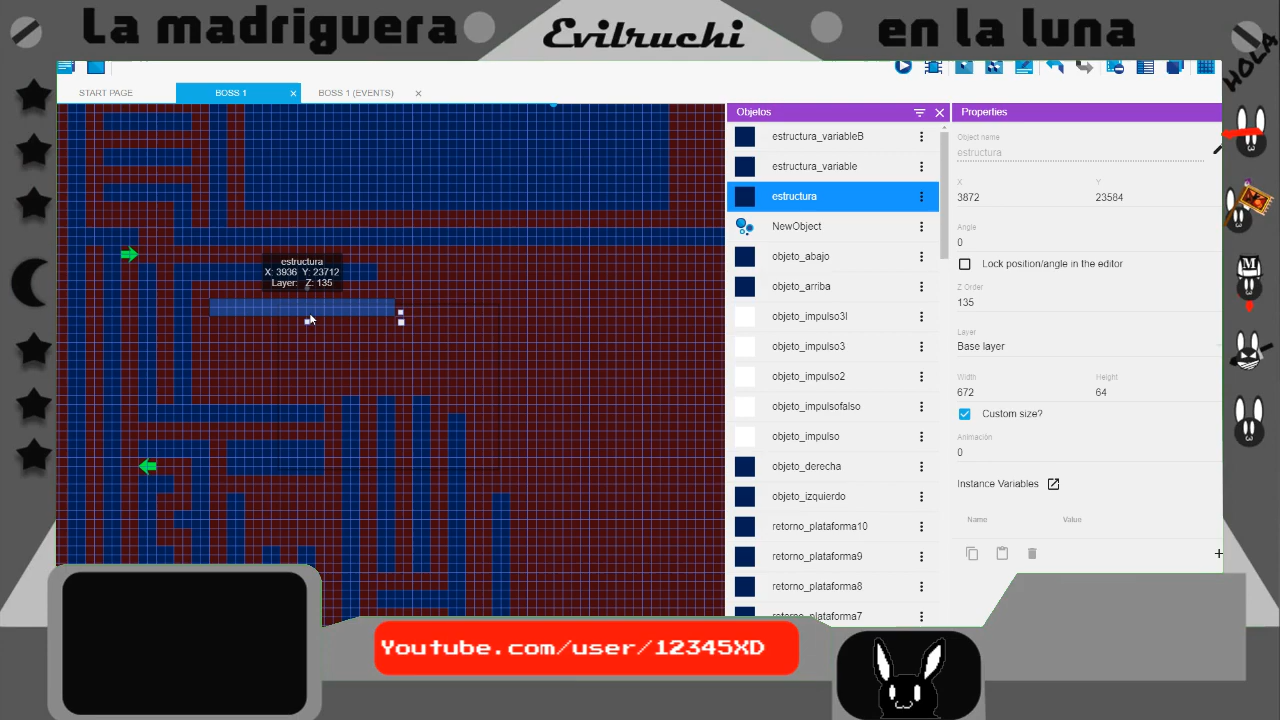 La madriguera
Evilruchi
en la luna
HOLA
START PAGE
BOSS 1
BOSS 1 (EVENTS)
Objetos
Properties
estructura_variableB
estructura_variable
estructura
NewObject
objeto_abajo
objeto_arriba
objeto_impulso3I
objeto_impulso3
objeto_impulso2
objeto_impulsofalso
objeto_impulso
objeto_derecha
objeto_izquierdo
retorno_plataforma10
retorno_plataforma9
retorno_plataforma8
retorno_plataforma7
Object name
estructura
X
Y
3872
23584
Angle
0
Lock position/angle in the editor
Z Order
135
Layer
Base layer
Width
Height
672
64
Custom size?
Animación
0
Instance Variables
Name
Value
estructura
X: 3936 Y: 23712
Layer: Z: 135
M
Youtube.com/user/12345XD